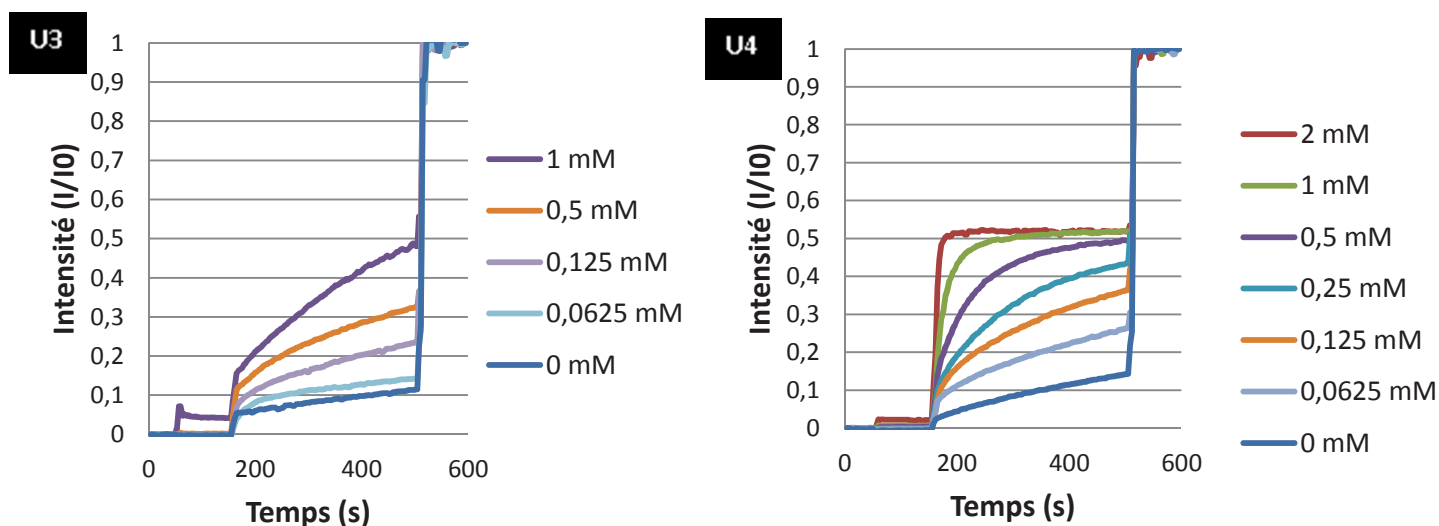 U3
1
0,9
0,8
0,7
0,6
0,5
0,4
0,3
0,2
0,1
0
Intensité (I/I0)
0 200 400 600
Temps (s)
1 mM
0,5 mM
0,125 mM
0,0625 mM
0 mM
U4
1
0,9
0,8
0,7
0,6
0,5
0,4
0,3
0,2
0,1
0
Intensité (I/I0)
0 200 400 600
Temps (s)
2 mM
1 mM
0,5 mM
0,25 mM
0,125 mM
0,0625 mM
0 mM